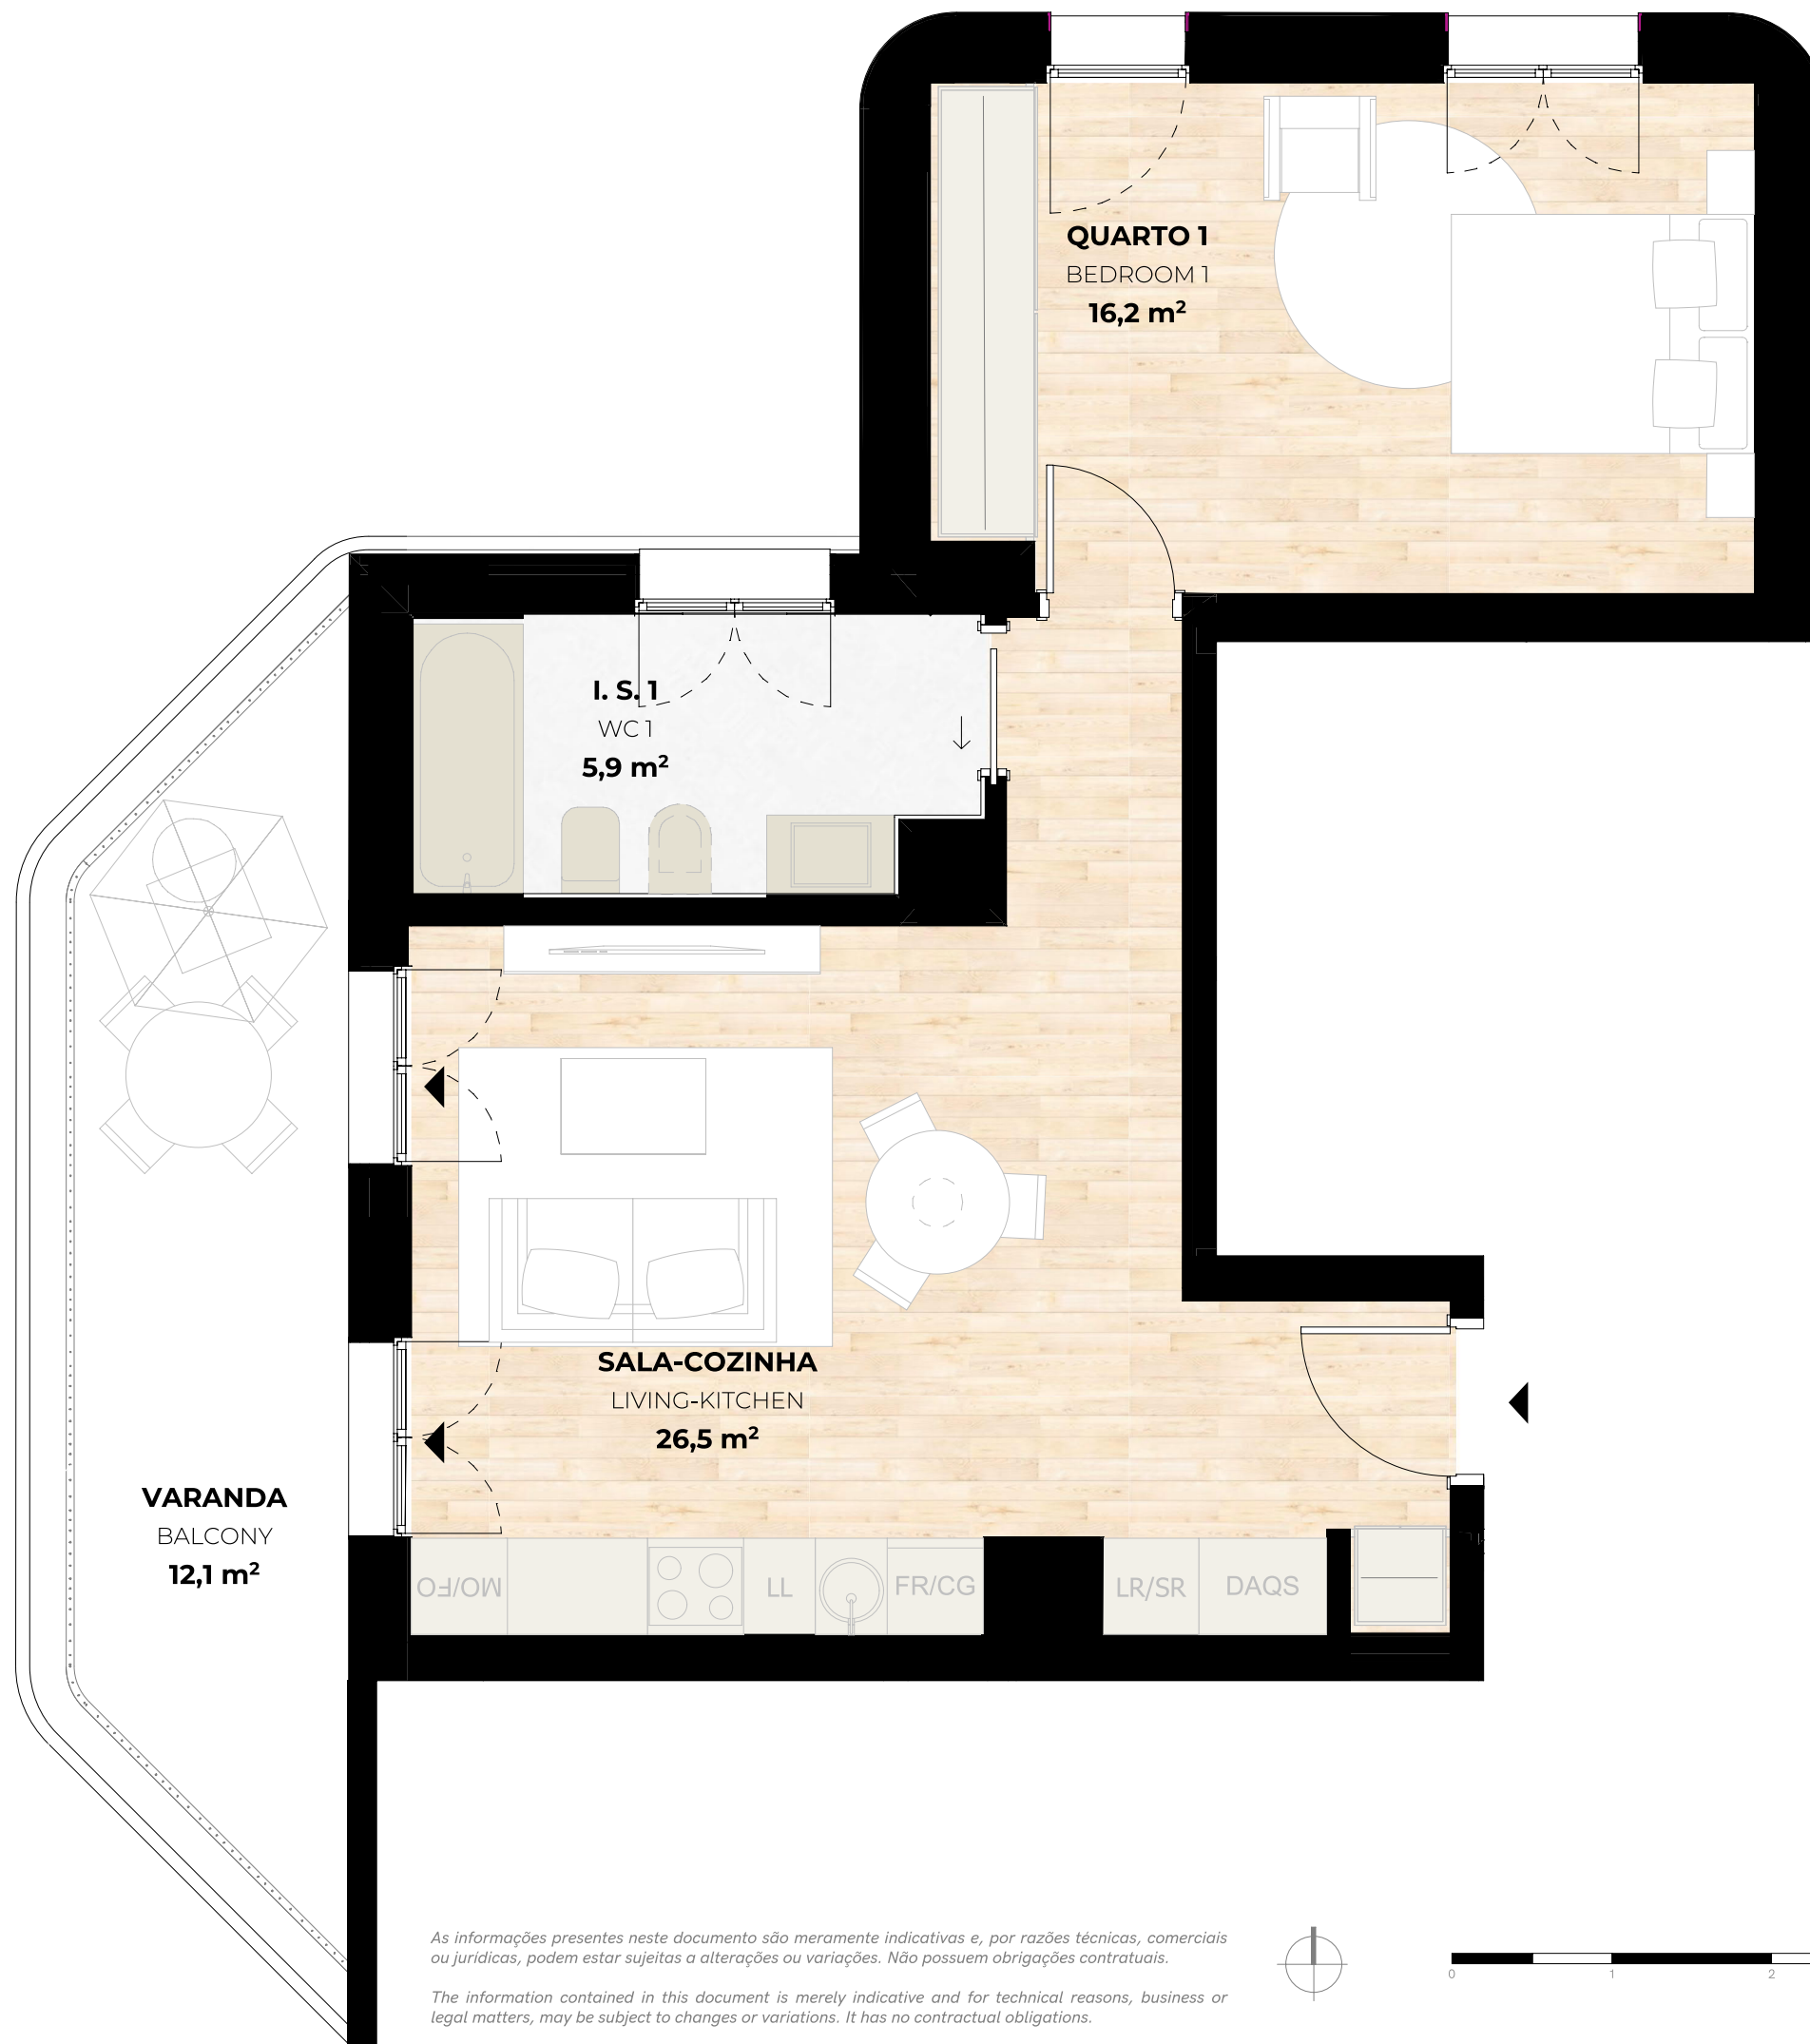 QUARTO 1
BEDROOM 1
16,2 m²
I. S. 1
WC 1
5,9 m²
SALA-COZINHA
LIVING-KITCHEN
26,5 m²
VARANDA
BALCONY
12,1 m²
MO/FO
LL
FR/CG
LR/SR
DAQS
As informações presentes neste documento são meramente indicativas e, por razões técnicas, comerciais
ou jurídicas, podem estar sujeitas a alterações ou variações. Não possuem obrigações contratuais.
The information contained in this document is merely indicative and for technical reasons, business or
legal matters, may be subject to changes or variations. It has no contractual obligations.
0 1 2